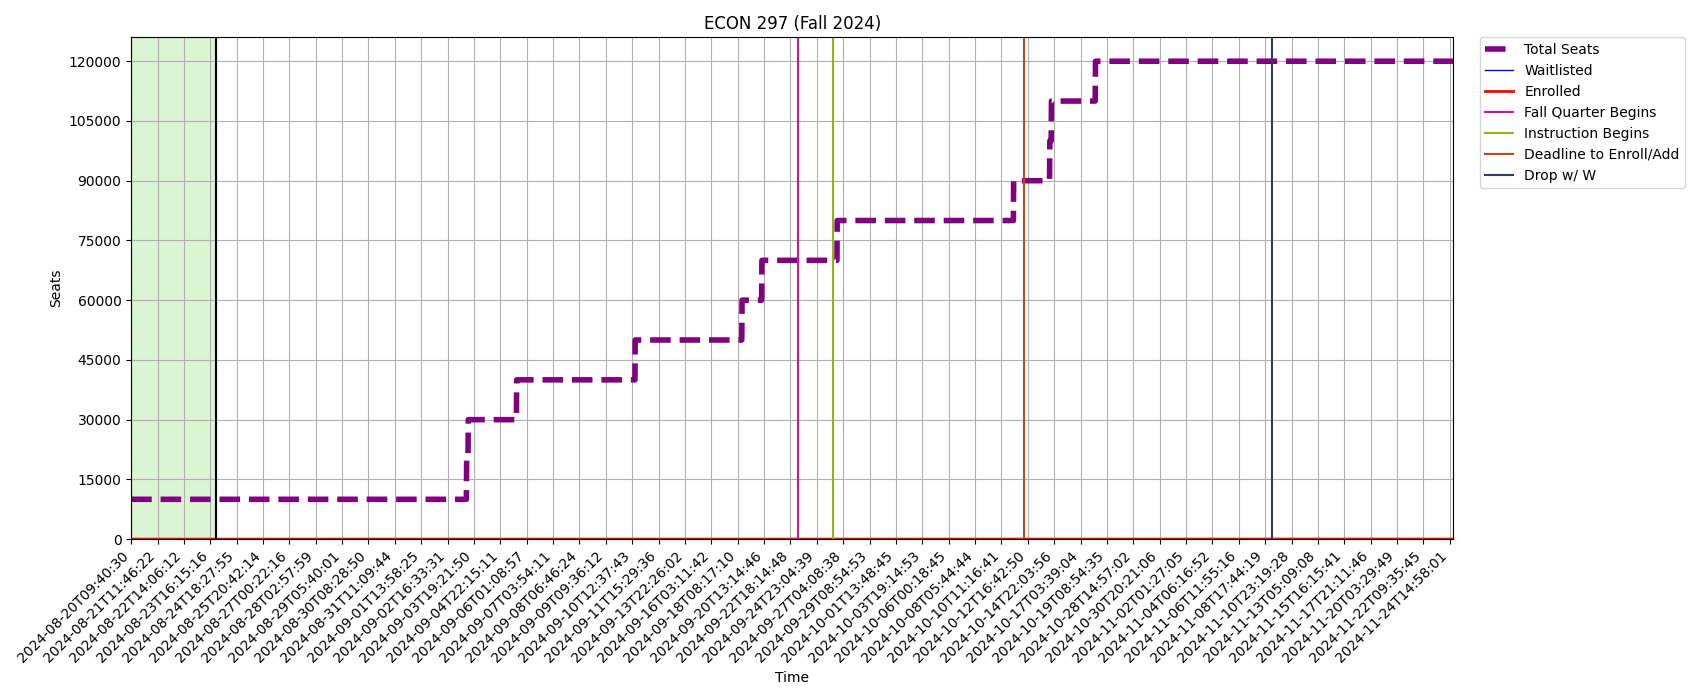 ECON 297 (Fall 2024)
Total Seats
Waitlisted
Enrolled
Fall Quarter Begins
Instruction Begins
Deadline to Enroll/Add
Drop w/ W
Seats
120000
105000
90000
75000
60000
45000
30000
15000
0
2024-08-20T09:40:30
2024-08-21T11:46:22
2024-08-22T14:06:12
2024-08-23T16:15:16
2024-08-24T18:27:55
2024-08-25T20:42:14
2024-08-27T00:22:16
2024-08-28T02:57:59
2024-08-29T05:40:01
2024-08-30T08:28:50
2024-08-31T11:09:44
2024-09-01T13:58:25
2024-09-02T16:33:31
2024-09-03T19:21:50
2024-09-04T22:15:11
2024-09-06T01:08:57
2024-09-07T03:54:11
2024-09-08T06:46:24
2024-09-09T09:36:12
2024-09-10T12:37:43
2024-09-11T15:29:36
2024-09-13T22:26:02
2024-09-16T03:11:42
2024-09-18T08:17:10
2024-09-20T13:14:46
2024-09-22T18:14:48
2024-09-24T23:04:39
2024-09-27T04:08:38
2024-09-29T08:54:53
2024-10-01T13:48:45
2024-10-03T19:14:53
2024-10-06T00:18:45
2024-10-08T05:44:44
2024-10-10T11:16:41
2024-10-12T16:42:50
2024-10-14T22:03:56
2024-10-17T03:39:04
2024-10-19T08:54:35
2024-10-28T14:57:02
2024-10-30T20:21:06
2024-11-02T01:27:05
2024-11-04T06:16:52
2024-11-06T11:55:16
2024-11-08T17:44:19
2024-11-10T23:19:28
2024-11-13T05:09:08
2024-11-15T16:15:41
2024-11-17T21:11:46
2024-11-20T03:29:49
2024-11-22T09:35:45
2024-11-24T14:58:01
Time